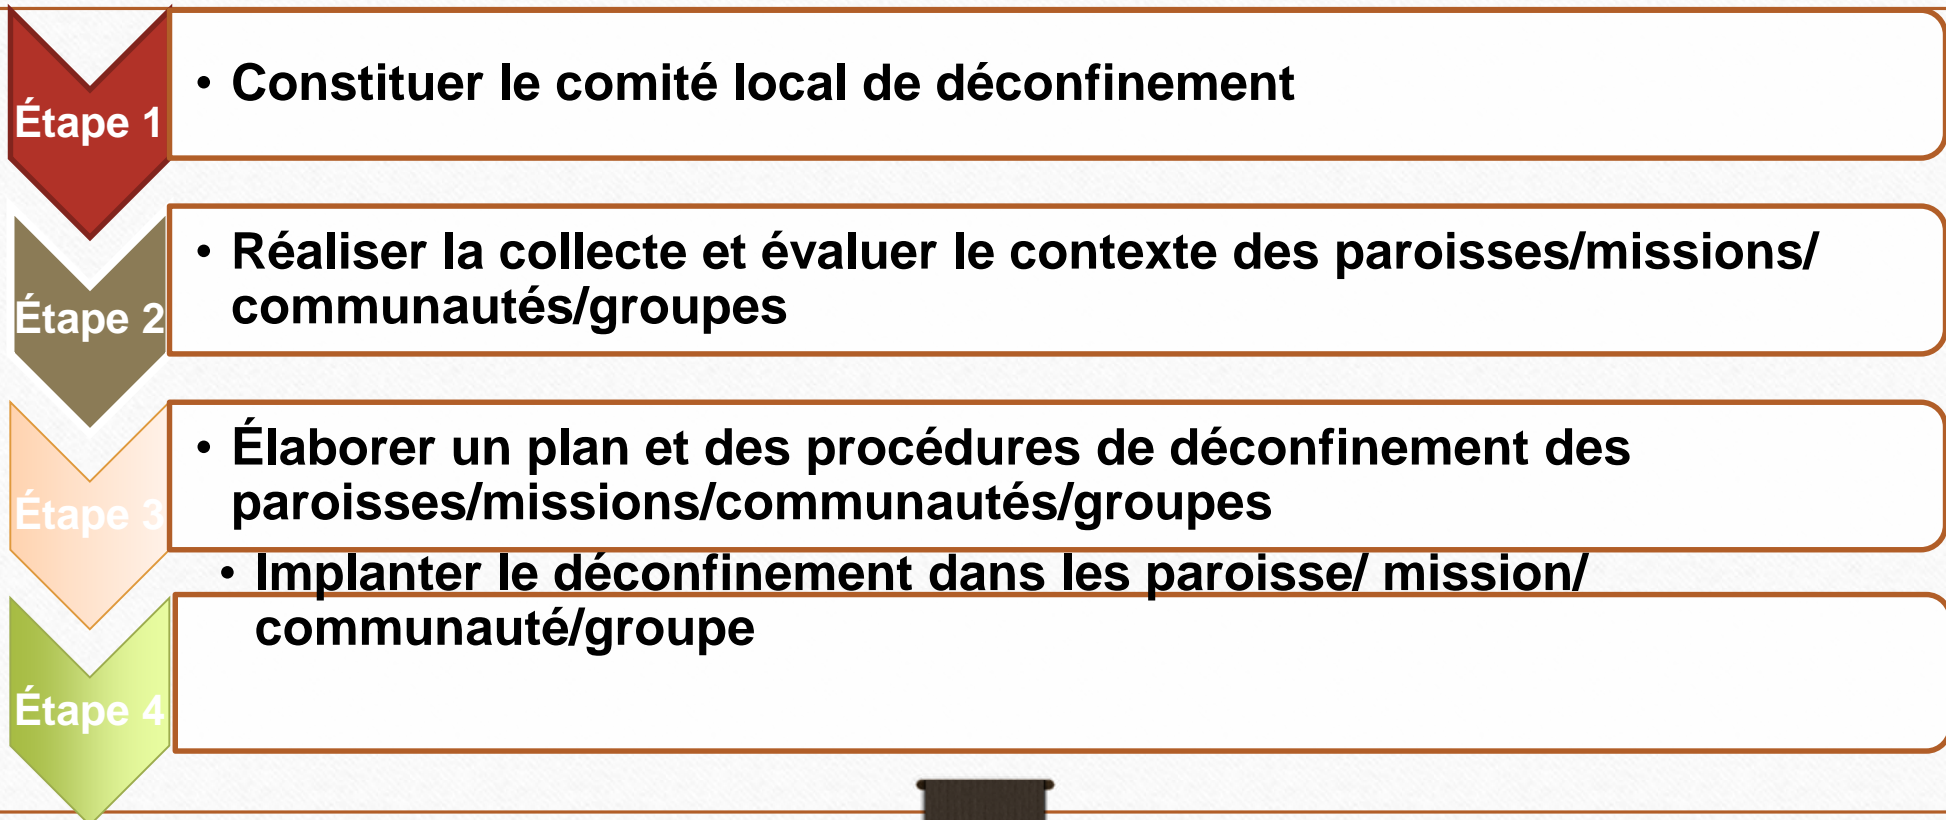 Étape 1
• Constituer le comité local de déconfinement
Étape 2
• Réaliser la collecte et évaluer le contexte des paroisses/missions/
communautés/groupes
Étape 3
• Élaborer un plan et des procédures de déconfinement des
paroisses/missions/communautés/groupes
Étape 4
• Implanter le déconfinement dans les paroisse/ mission/
communauté/groupe